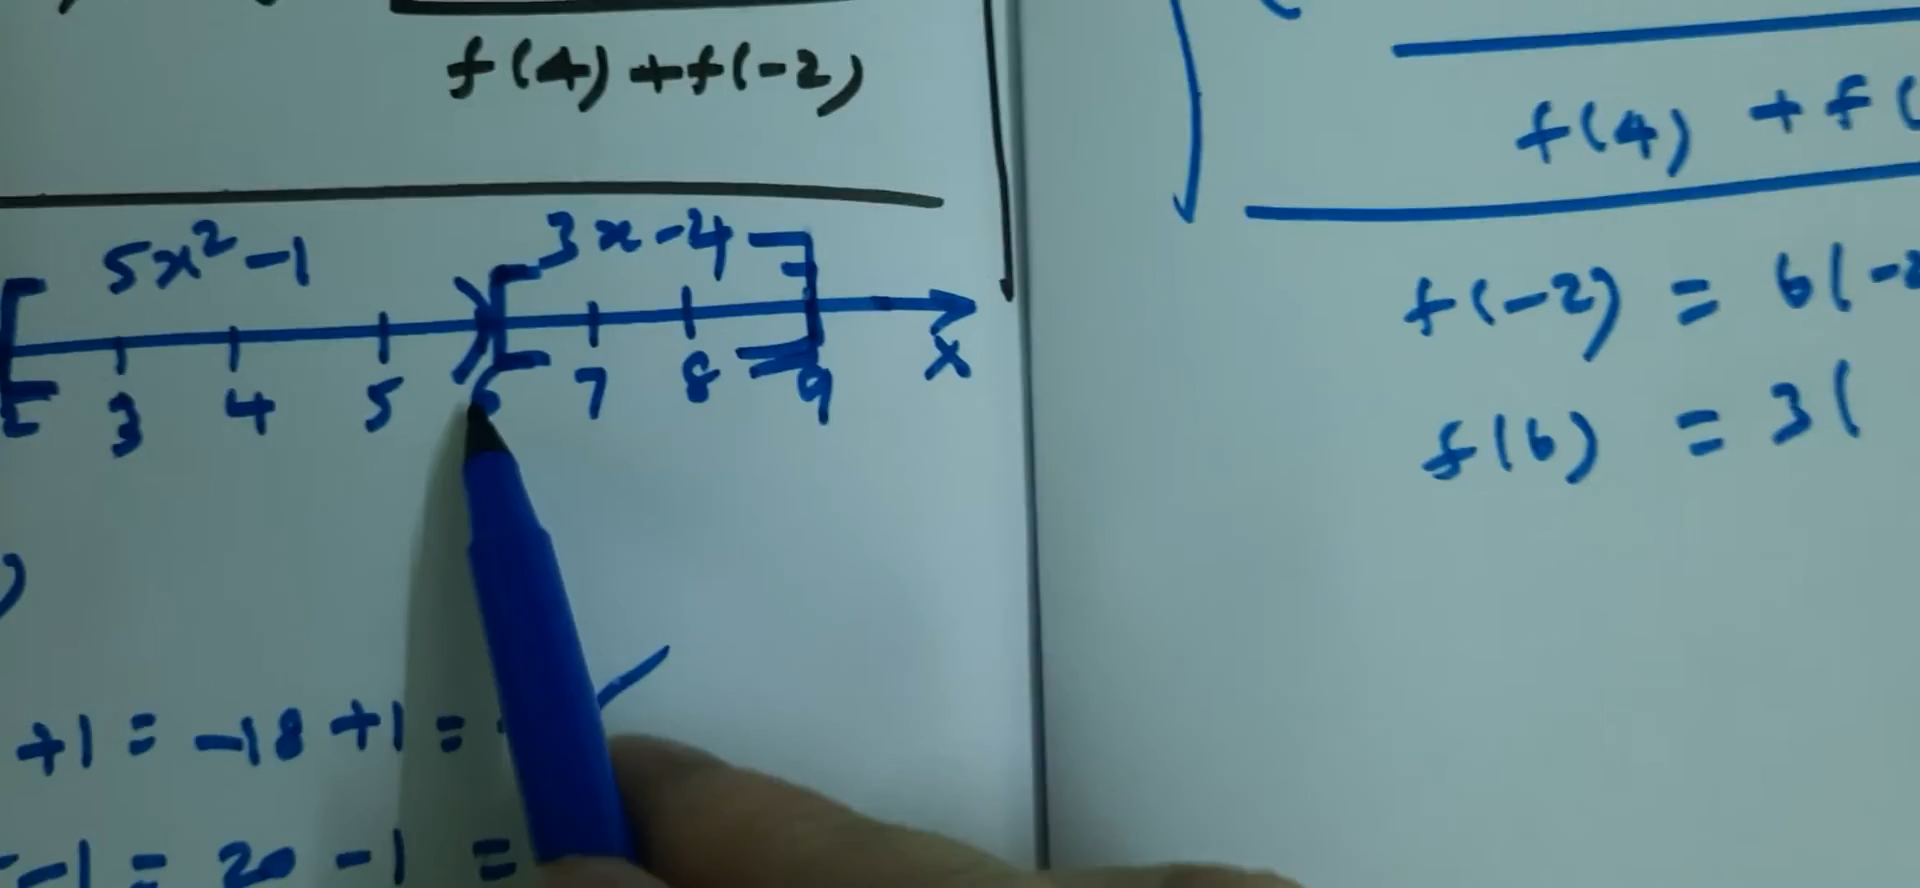 f(4) + f(-2)
5x² - 1
3x - 4
3 4 5 6 7 8 9 x
+1 = -18 + 1 =
-1 = 20 - 1 =
f(4) + f(
f(-2) = 6(-2
f(6) = 3(